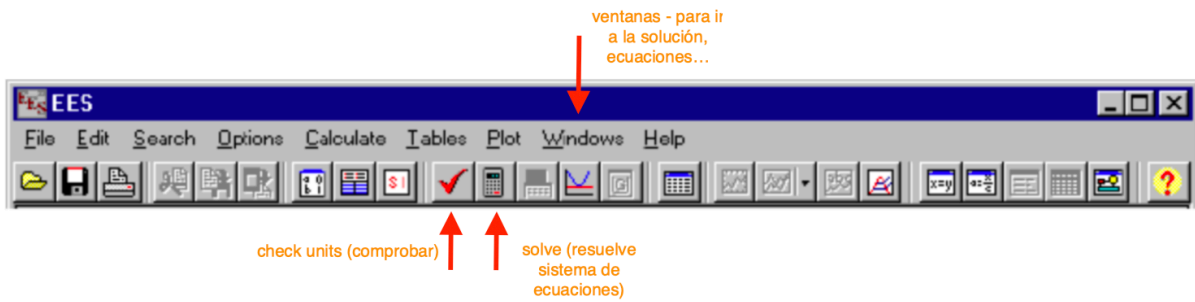 ventanas - para ir
a la solución,
ecuaciones...
EES
File Edit Search Options Calculate Tables Plot Windows Help
SI
x=y
?
check units (comprobar)
solve (resuelve
sistema de
ecuaciones)